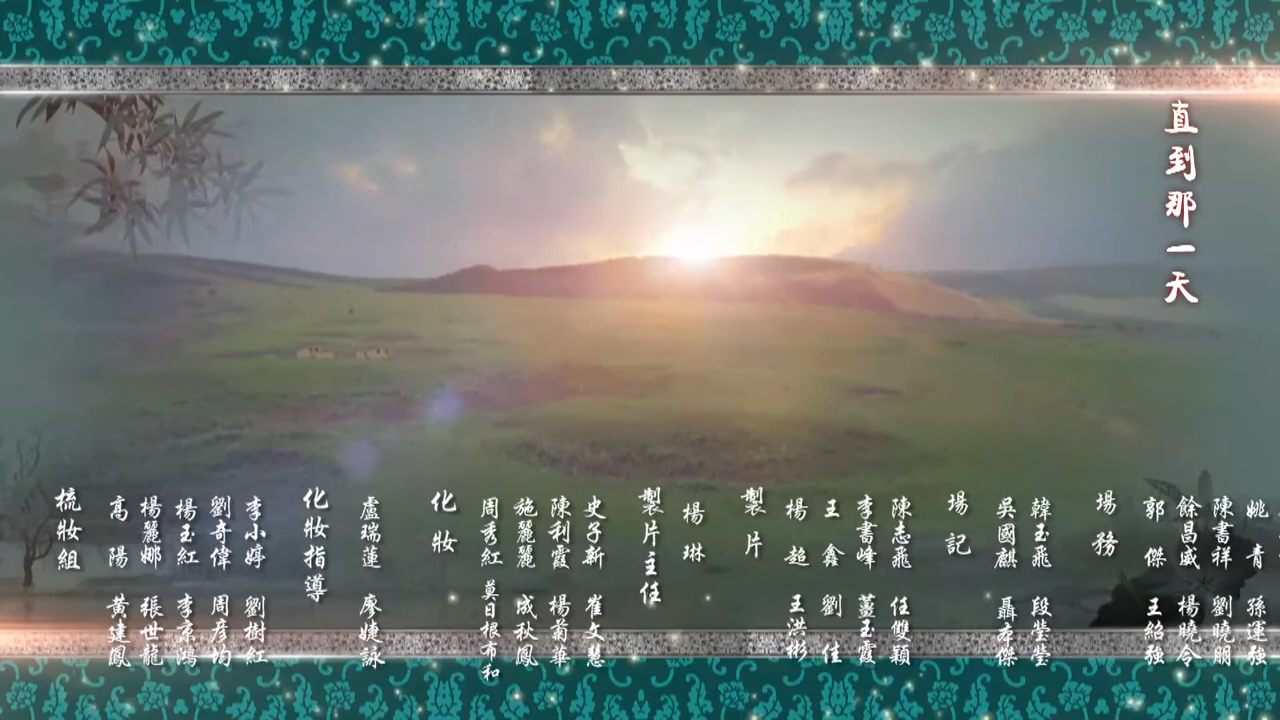 直到那一天
梳妝組
高陽 黃建鳳
楊麗娜 張世龍
楊玉紅 李京鴻
劉奇偉 周彥均
李小婷 劉樹紅
化妝指導
盧瑞蓮 廖婕詠
化妝
周秀紅 莫日根布和
施麗麗 成秋鳳
陳利霞 楊菊華
史子新 崔文慧
製片主任
楊琳
製片
楊超 王洪彬
王鑫 劉佳
李書峰 薑玉霞
陳志飛 任雙穎
場記
吳國麒 聶春傑
韓玉飛 段瑩瑩
場務
郭傑 王紹強
餘昌威 楊曉令
陳書祥 劉曉朋
姚青 孫運強